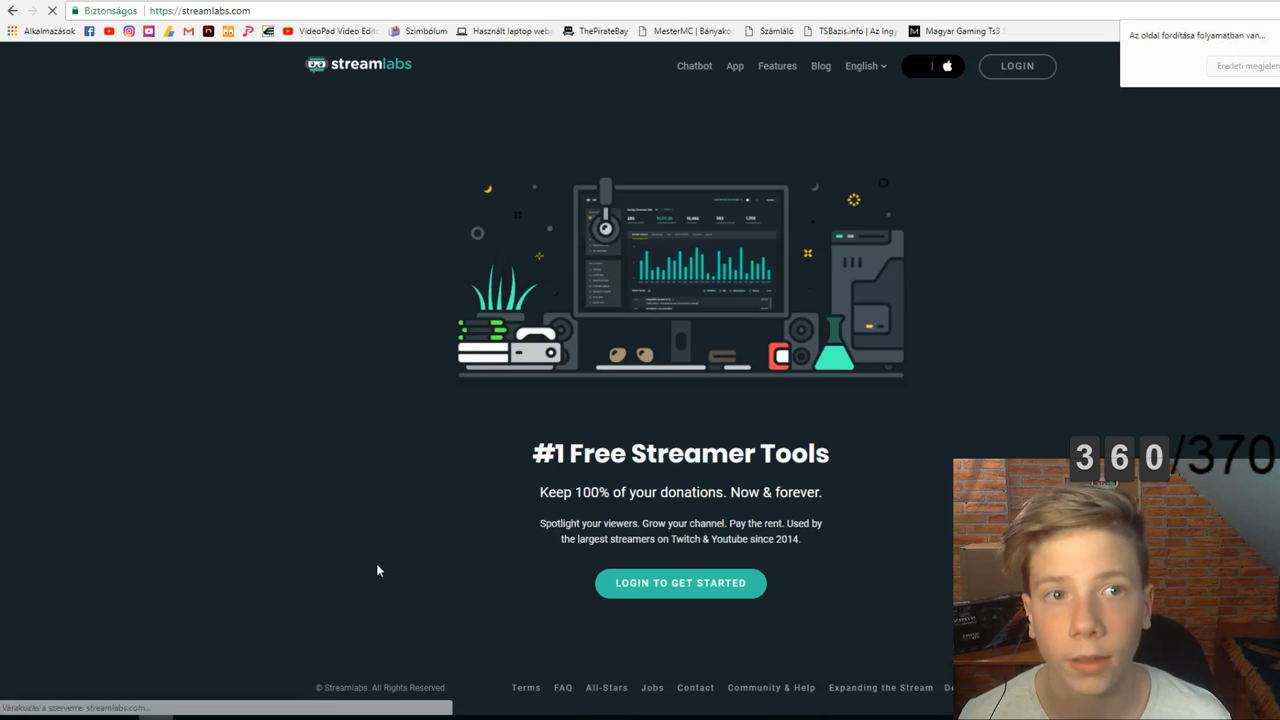 Biztonságos https://streamlabs.com
Alkalmazások VideoPad Video Edito Szimbólum Használt laptop web: ThePirateBay MesterMC | Bányaköz Számláló TSBazis.info | Az Ing Magyar Gaming Ts3
Az oldal fordítása folyamatban van...
Eredeti megjelen
streamlabs Chatbot App Features Blog English LOGIN
#1 Free Streamer Tools
Keep 100% of your donations. Now & forever.
Spotlight your viewers. Grow your channel. Pay the rent. Used by
the largest streamers on Twitch & Youtube since 2014.
LOGIN TO GET STARTED
360/370
© Streamlabs. All Rights Reserved. Terms FAQ All-Stars Jobs Contact Community & Help Expanding the Stream
Várakozás a szerverre: streamlabs.com...